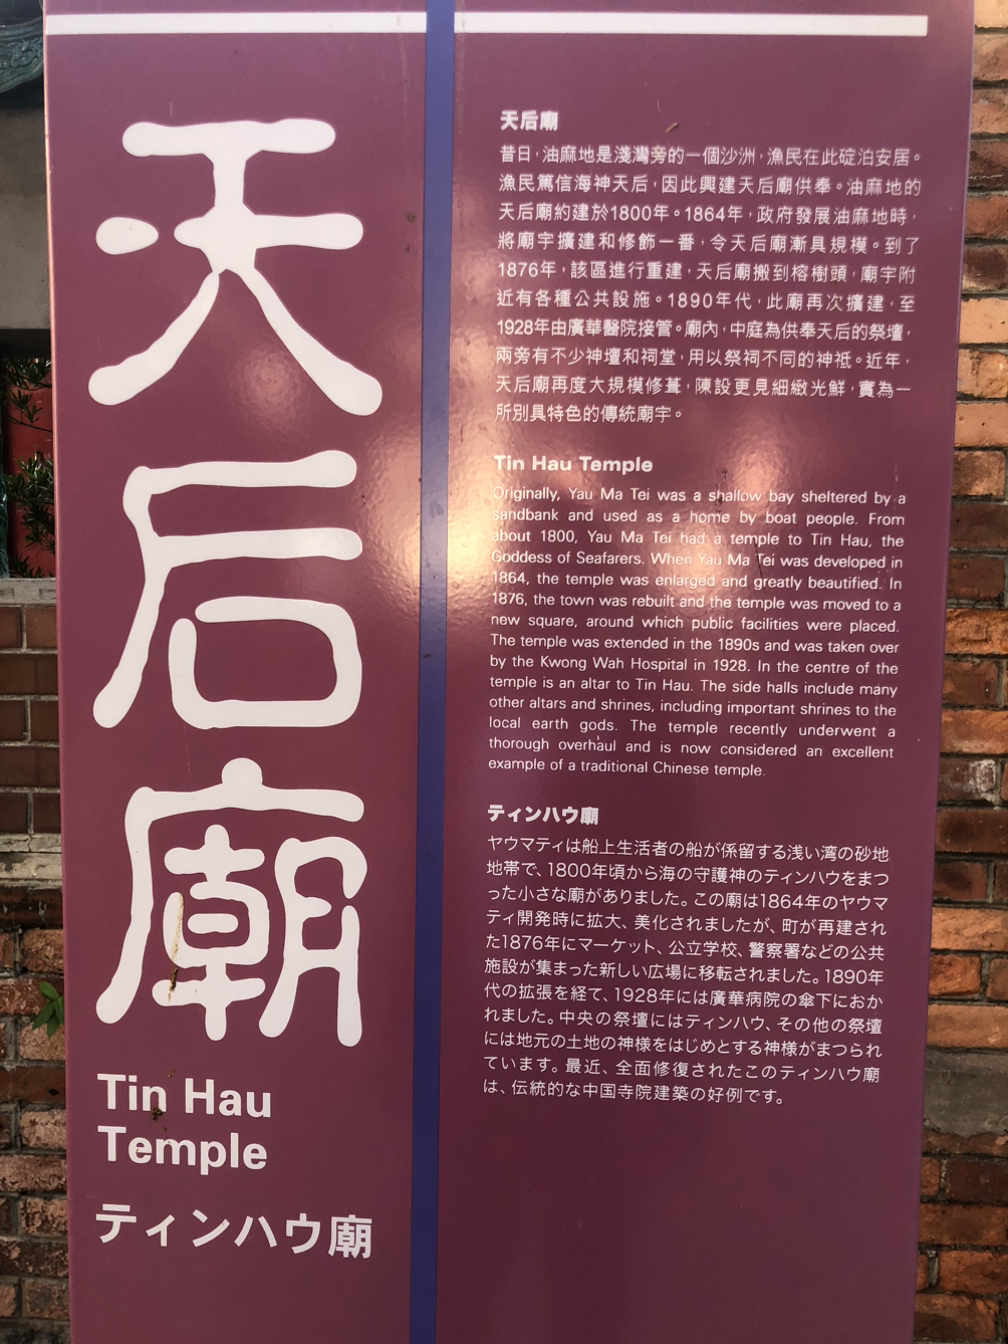 天后廟
Tin Hau
Temple
ティンハウ廟
天后廟
昔日，油麻地是淺灣旁的一個沙洲，漁民在此碇泊安居。
漁民篤信海神天后，因此興建天后廟供奉。油麻地的
天后廟約建於1800年。1864年，政府發展油麻地時，
將廟宇擴建和修飾一番，令天后廟漸具規模。到了
1876年，該區進行重建，天后廟搬到榕樹頭，廟宇附
近有各種公共設施。1890年代，此廟再次擴建，至
1928年由廣華醫院接管。廟內，中庭為供奉天后的祭壇，
兩旁有不少神壇和祠堂，用以祭祠不同的神祗。近年，
天后廟再度大規模修葺，陳設更見細緻光鮮，實為一
所別具特色的傳統廟宇。
Tin Hau Temple
Originally, Yau Ma Tei was a shallow bay sheltered by a
sandbank and used as a home by boat people. From
about 1800, Yau Ma Tei had a temple to Tin Hau, the
Goddess of Seafarers. When Yau Ma Tei was developed in
1864, the temple was enlarged and greatly beautified. In
1876, the town was rebuilt and the temple was moved to a
new square, around which public facilities were placed.
The temple was extended in the 1890s and was taken over
by the Kwong Wah Hospital in 1928. In the centre of the
temple is an altar to Tin Hau. The side halls include many
other altars and shrines, including important shrines to the
local earth gods. The temple recently underwent a
thorough overhaul and is now considered an excellent
example of a traditional Chinese temple.
ティンハウ廟
ヤウマティは船上生活者の船が係留する浅い湾の砂地
地帯で、1800年頃から海の守護神のティンハウをまつ
った小さな廟がありました。この廟は1864年のヤウマ
ティ開発時に拡大、美化されましたが、町が再建され
た1876年にマーケット、公立学校、警察署などの公共
施設が集まった新しい広場に移転されました。1890年
代の拡張を経て、1928年には廣華病院の傘下におか
れました。中央の祭壇にはティンハウ、その他の祭壇
には地元の土地の神様をはじめとする神様がまつられ
ています。最近、全面修復されたこのティンハウ廟
は、伝統的な中国寺院建築の好例です。